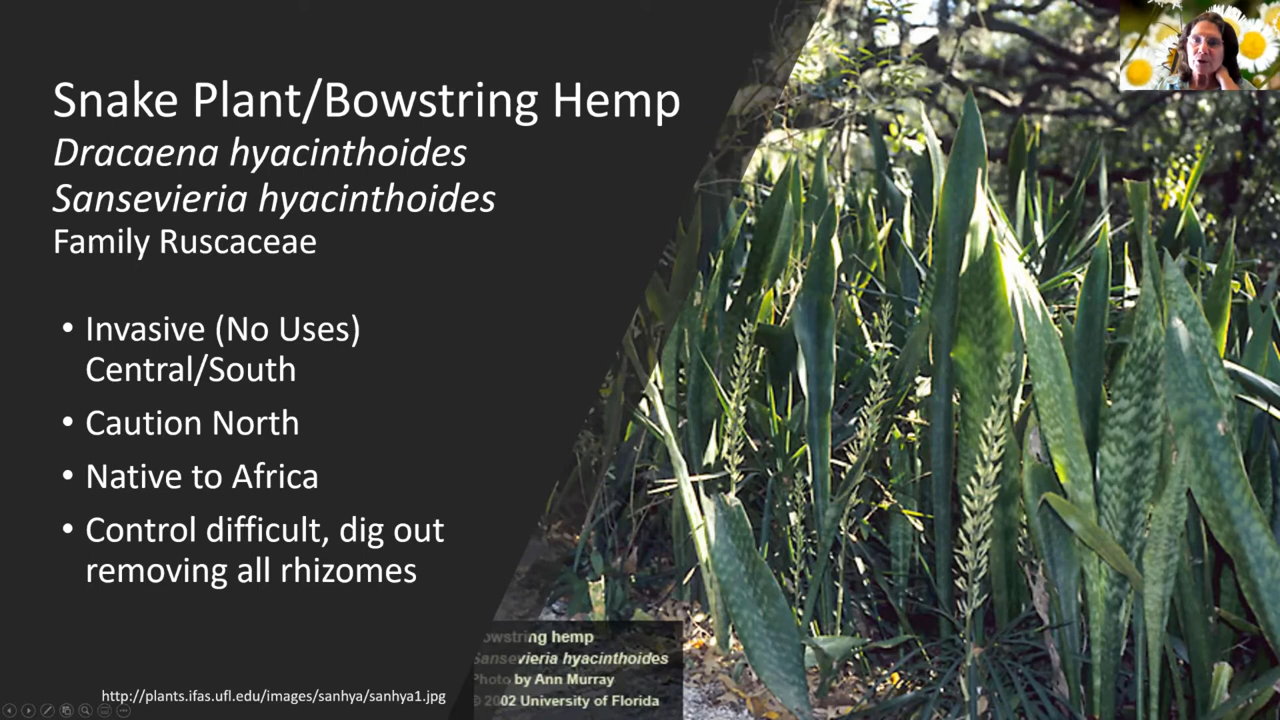 Snake Plant/Bowstring Hemp
Dracaena hyacinthoides
Sansevieria hyacinthoides
Family Ruscaceae
• Invasive (No Uses)
Central/South
• Caution North
• Native to Africa
• Control difficult, dig out
removing all rhizomes
owstring hemp
Sansevieria hyacinthoides
Photo by Ann Murray
© 2002 University of Florida
http://plants.ifas.ufl.edu/images/sanhya/sanhya1.jpg